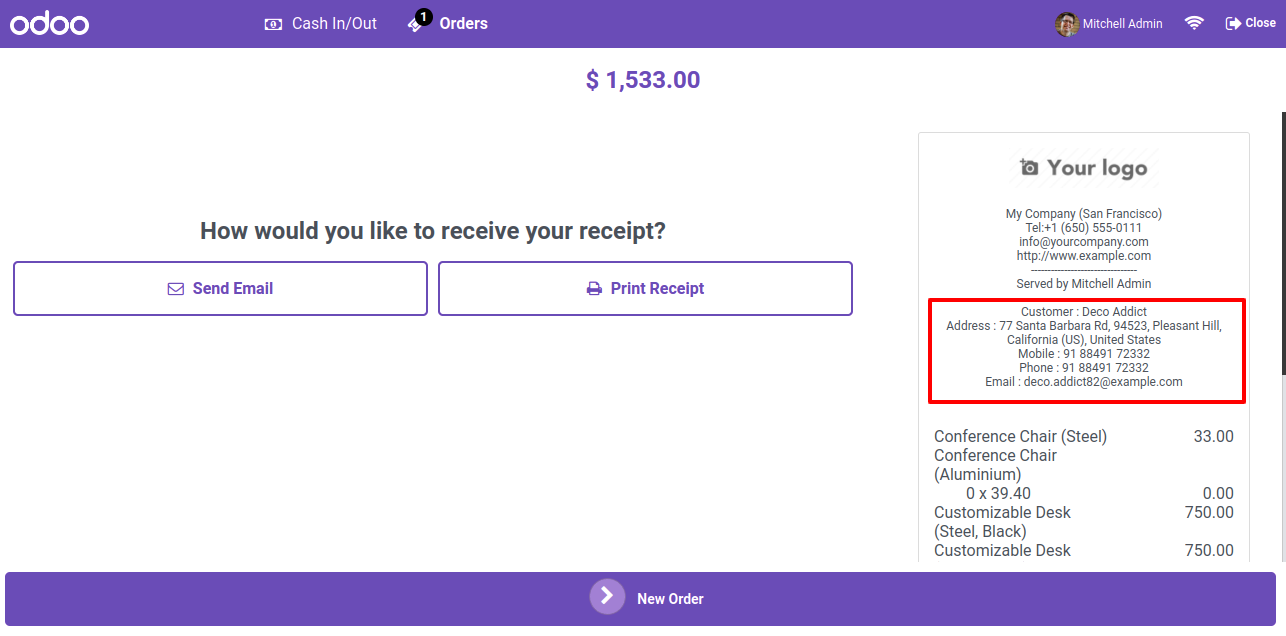 odoo
Cash In/Out
1
Orders
Mitchell Admin
Close
$ 1,533.00
How would you like to receive your receipt?
Send Email
Print Receipt
Your logo
My Company (San Francisco)
Tel:+1 (650) 555-0111
info@yourcompany.com
http://www.example.com
--------------------------------
Served by Mitchell Admin
Customer : Deco Addict
Address : 77 Santa Barbara Rd, 94523, Pleasant Hill,
California (US), United States
Mobile : 91 88491 72332
Phone : 91 88491 72332
Email : deco.addict82@example.com
Conference Chair (Steel) 33.00
Conference Chair
(Aluminium)
0 x 39.40 0.00
Customizable Desk 750.00
(Steel, Black)
Customizable Desk 750.00
New Order